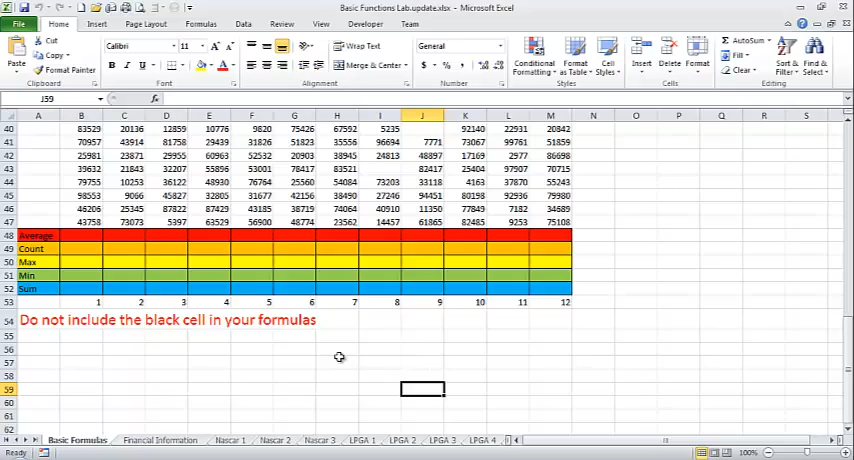 Basic Functions Lab.update.xlsx - Microsoft Excel
File Home Insert Page Layout Formulas Data Review View Developer Team
Cut
Copy
Format Painter
Paste
Clipboard
Calibri 11
B I U
Font
Wrap Text
Merge & Center
Alignment
General
$ % ,
Number
Conditional Formatting
Format as Table
Cell Styles
Styles
Insert Delete Format
Cells
AutoSum
Fill
Clear
Sort & Filter
Find & Select
Editing
J59 fx
A B C D E F G H I J K L M N O P Q R S
40 83529 20136 12859 10776 9820 75426 67592 5235 92140 22931 20842
41 70957 43914 81758 29439 31826 51823 35556 96694 7771 73067 99761 51859
42 25981 23871 29955 60963 52532 20903 38945 24813 48897 17169 2977 86698
43 39632 21843 32207 55896 53001 78417 83521 82417 25404 97907 70715
44 79755 10253 36122 48930 76764 25560 54084 73203 33118 4163 37870 55243
45 98553 9066 45827 32805 31677 42156 38490 27246 94451 80198 92936 79980
46 46206 25345 87822 87429 43185 38719 74064 40910 11350 77849 7182 34689
47 43758 73073 5397 63529 56900 48774 23562 14457 61865 82485 9253 75108
48 Average
49 Count
50 Max
51 Min
52 Sum
53 1 2 3 4 5 6 7 8 9 10 11 12
54 Do not include the black cell in your formulas
55
56
57
58
59
60
61
62
Basic Formulas Financial Information Nascar 1 Nascar 2 Nascar 3 LPGA 1 LPGA 2 LPGA 3 LPGA 4
Ready 100%